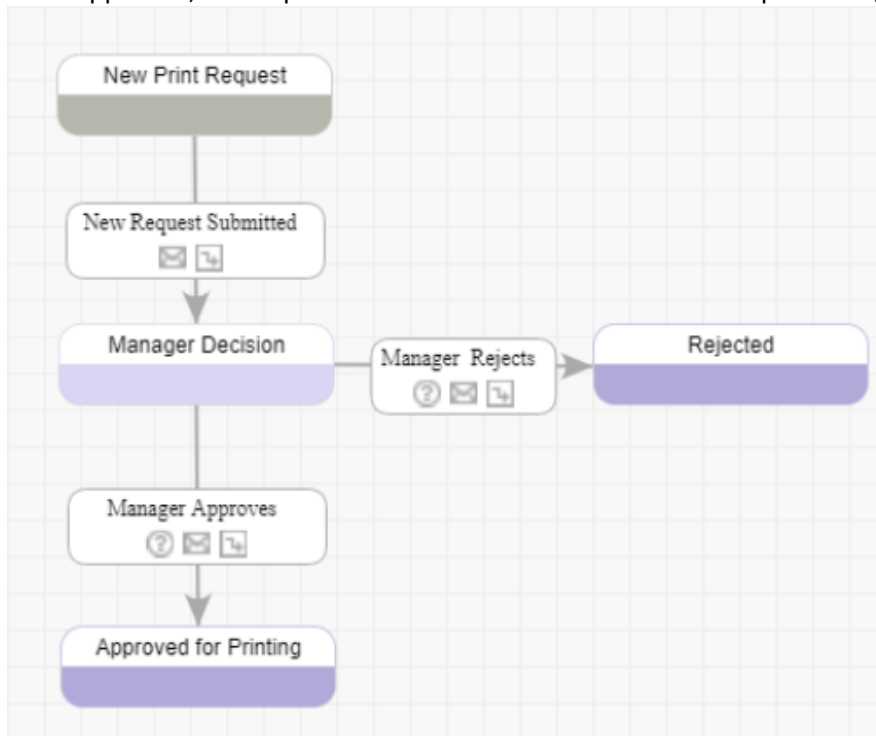 New Print Request
New Request Submitted
Manager Decision
Manager Rejects
Rejected
Manager Approves
Approved for Printing